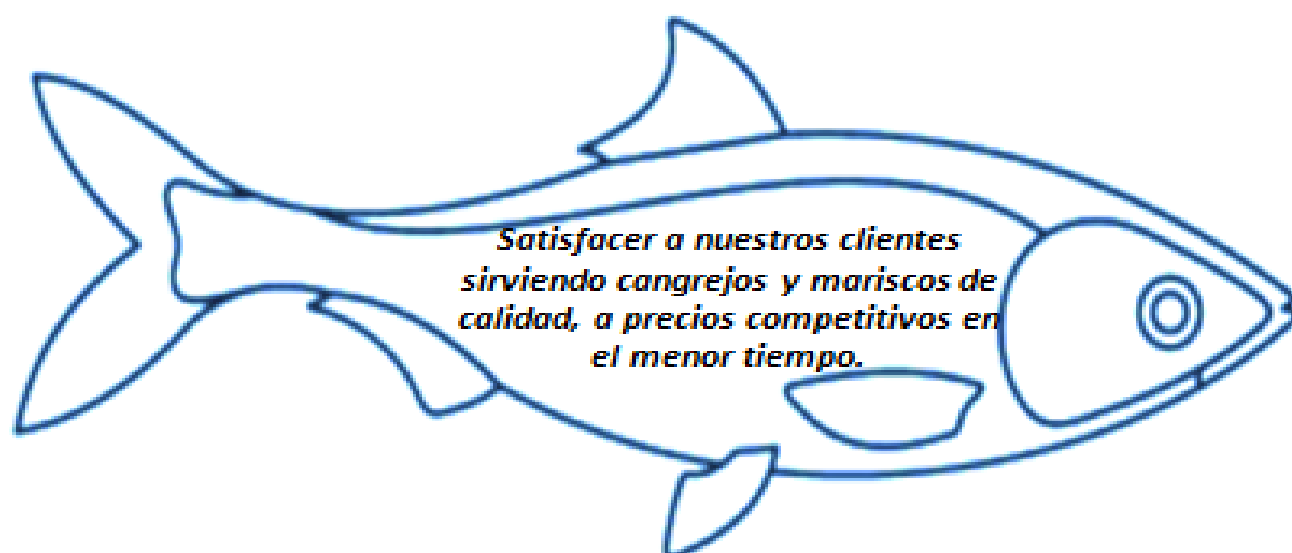 Satisfacer a nuestros clientes
sirviendo cangrejos y mariscos de
calidad, a precios competitivos en
el menor tiempo.